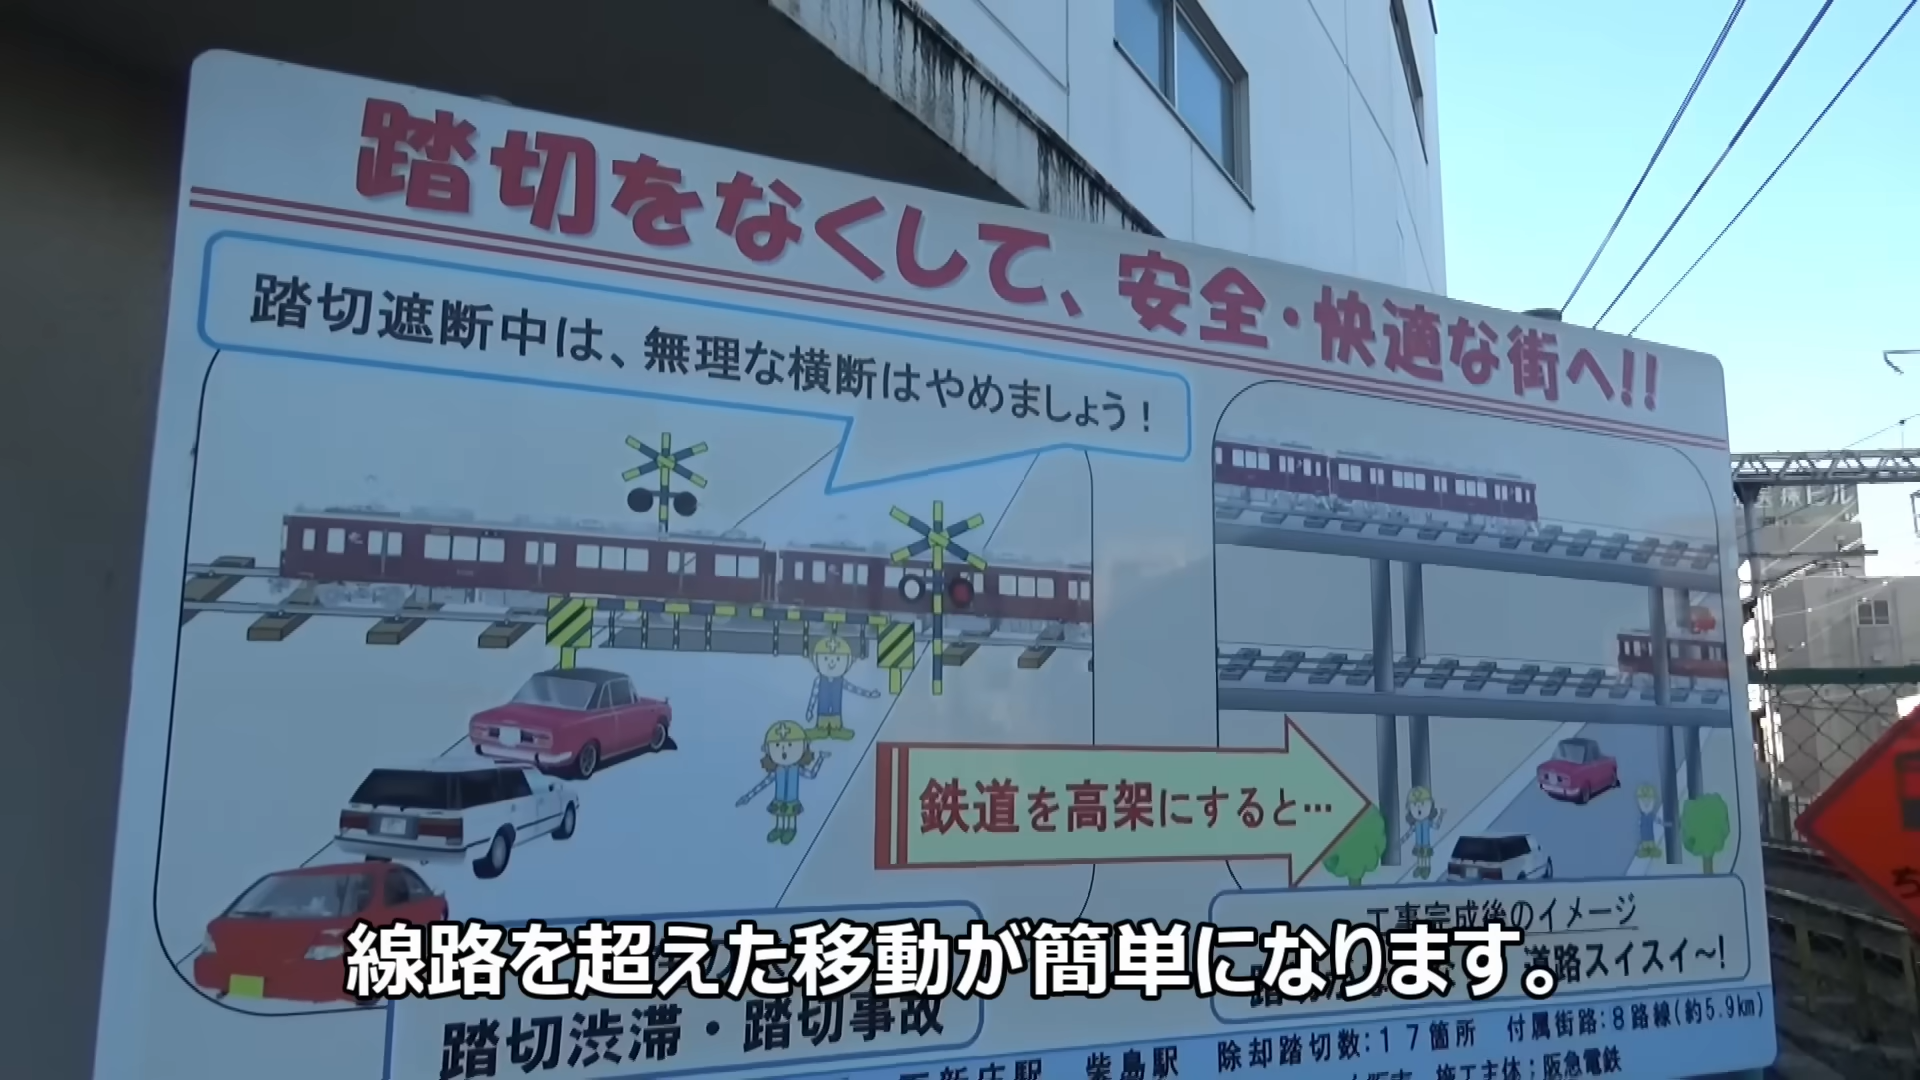 踏切をなくして、安全・快適な街へ!!
踏切遮断中は、無理な横断はやめましょう！
鉄道を高架にすると…
工事完成後のイメージ
道路スイスイ～!
線路を超えた移動が簡単になります。
踏切渋滞・踏切事故
柴島駅 除却踏切数:17箇所 付属街路:8路線(約5.9km)
施工主体;阪急電鉄